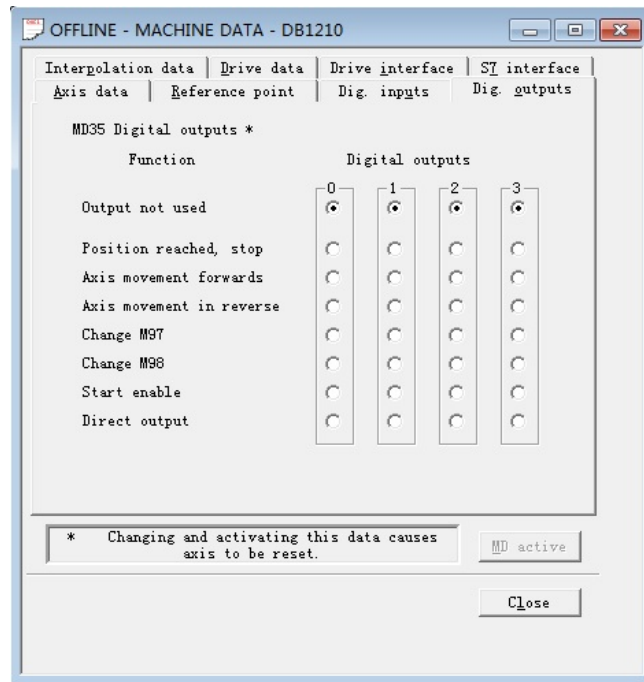 OFFLINE - MACHINE DATA - DB1210
Interpolation data Drive data Drive interface S7 interface
Axis data Reference point Dig. inputs Dig. outputs
MD35 Digital outputs *
Function Digital outputs
0 1 2 3
Output not used
Position reached, stop
Axis movement forwards
Axis movement in reverse
Change M97
Change M98
Start enable
Direct output
* Changing and activating this data causes
axis to be reset.
MD active
Close